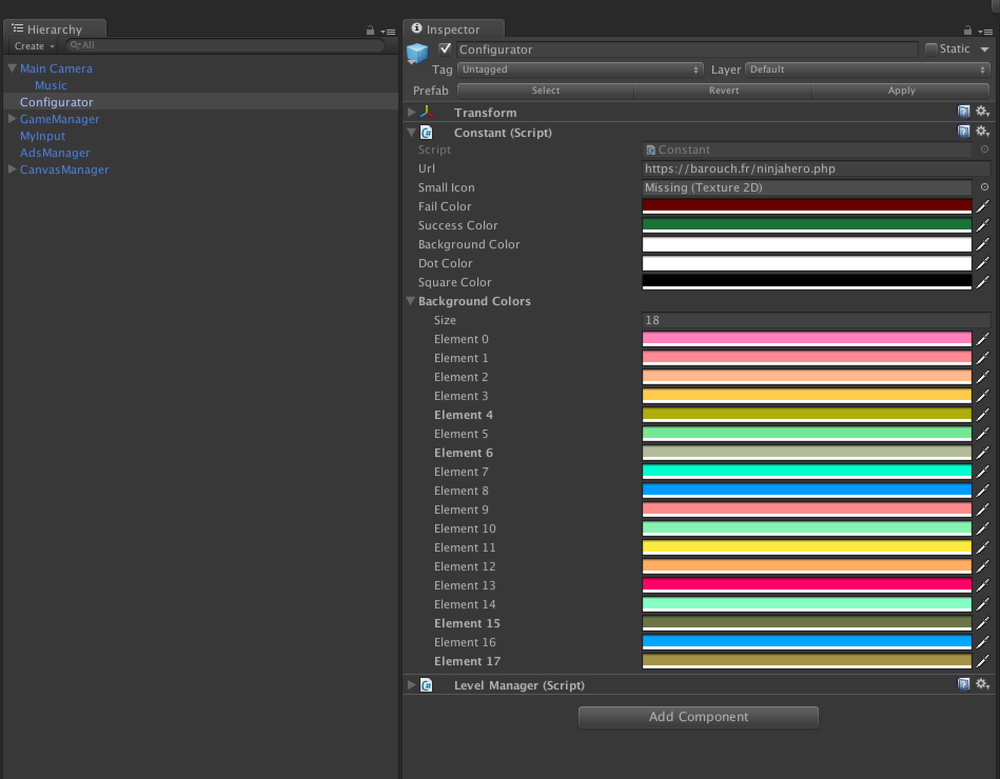 Hierarchy
Create
All
Main Camera
Music
Configurator
GameManager
MyInput
AdsManager
CanvasManager
Inspector
Configurator
Static
Tag Untagged Layer Default
Prefab Select Revert Apply
Transform
Constant (Script)
Script Constant
Url https://barouch.fr/ninjahero.php
Small Icon Missing (Texture 2D)
Fail Color
Success Color
Background Color
Dot Color
Square Color
Background Colors
Size 18
Element 0
Element 1
Element 2
Element 3
Element 4
Element 5
Element 6
Element 7
Element 8
Element 9
Element 10
Element 11
Element 12
Element 13
Element 14
Element 15
Element 16
Element 17
Level Manager (Script)
Add Component